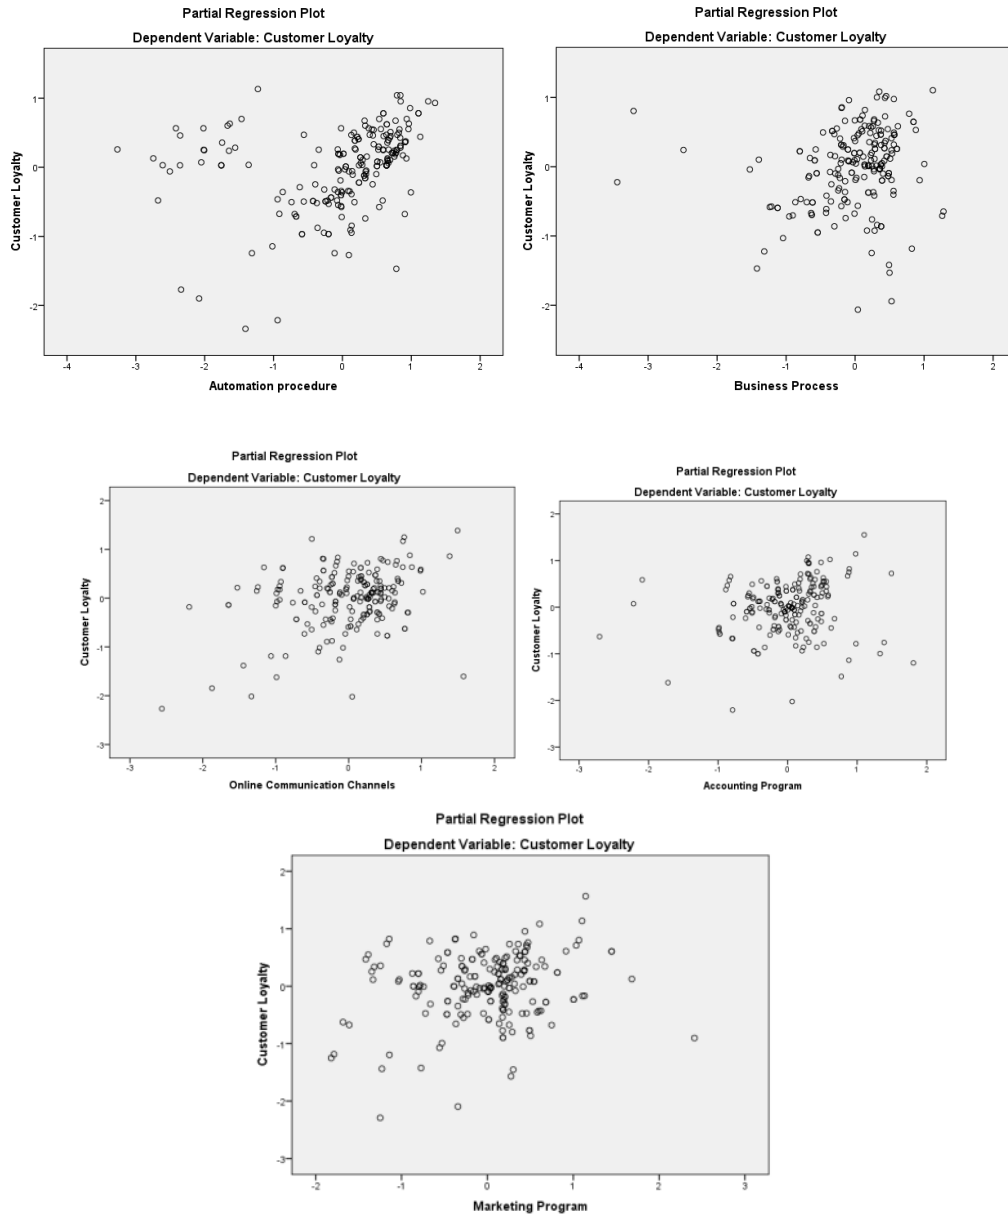 Partial Regression Plot
Dependent Variable: Customer Loyalty
Customer Loyalty
1
0
-1
-2
-4
-3
-2
-1
0
1
2
Automation procedure
Partial Regression Plot
Dependent Variable: Customer Loyalty
Customer Loyalty
1
0
-1
-2
-4
-3
-2
-1
0
1
2
Business Process
Partial Regression Plot
Dependent Variable: Customer Loyalty
Customer Loyalty
2
1
0
-1
-2
-3
-3
-2
-1
0
1
2
Online Communication Channels
Partial Regression Plot
Dependent Variable: Customer Loyalty
Customer Loyalty
2
1
0
-1
-2
-3
-3
-2
-1
0
1
2
Accounting Program
Partial Regression Plot
Dependent Variable: Customer Loyalty
Customer Loyalty
2
1
0
-1
-2
-3
-2
-1
0
1
2
3
Marketing Program